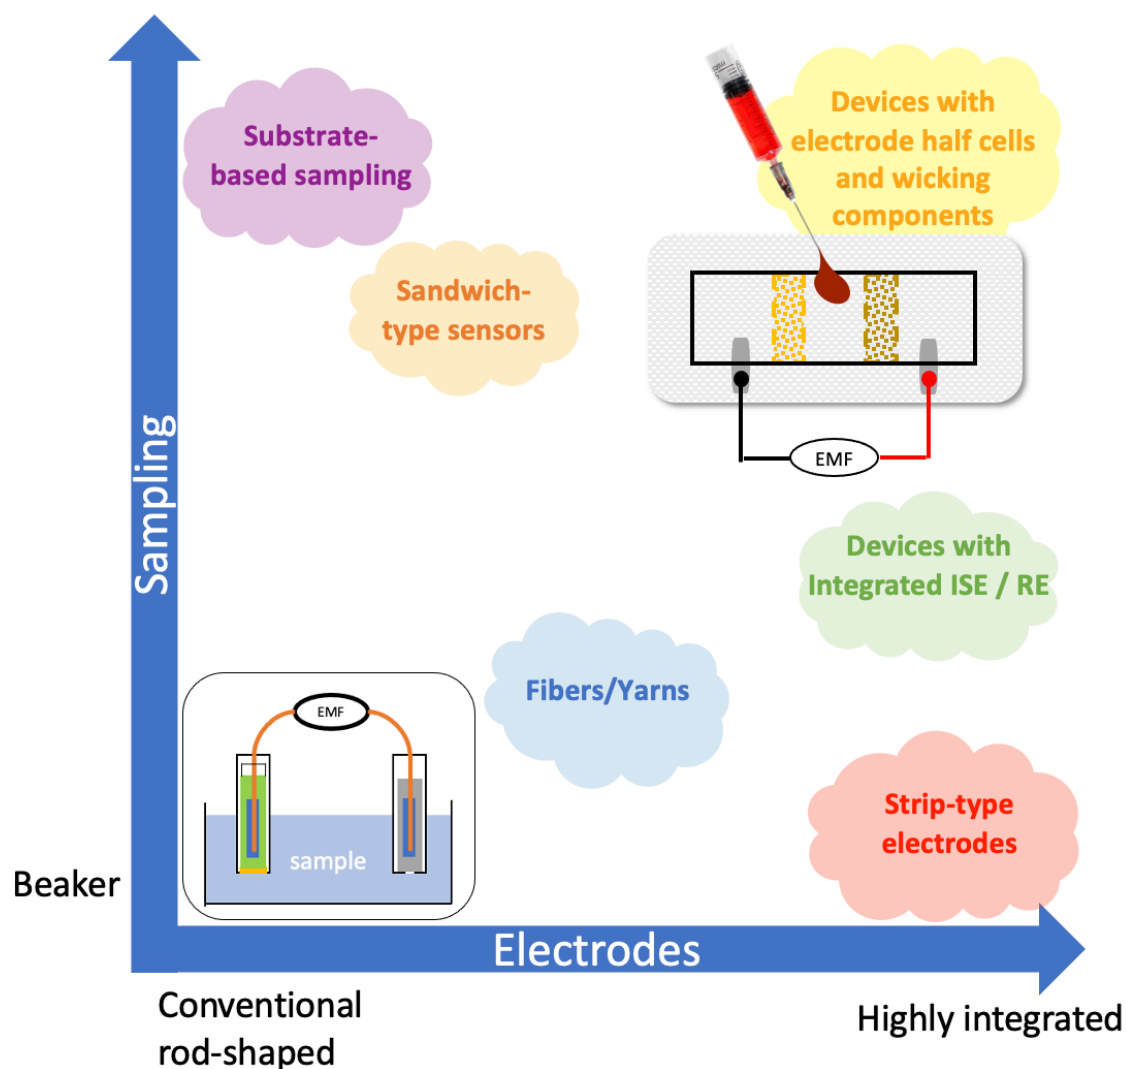 Substrate-
based sampling
Devices with
electrode half cells
and wicking
components
Sandwich-
type sensors
EMF
Sampling
Devices with
Integrated ISE / RE
Fibers/Yarns
EMF
sample
Strip-type
electrodes
Beaker
Electrodes
Conventional
rod-shaped
Highly integrated